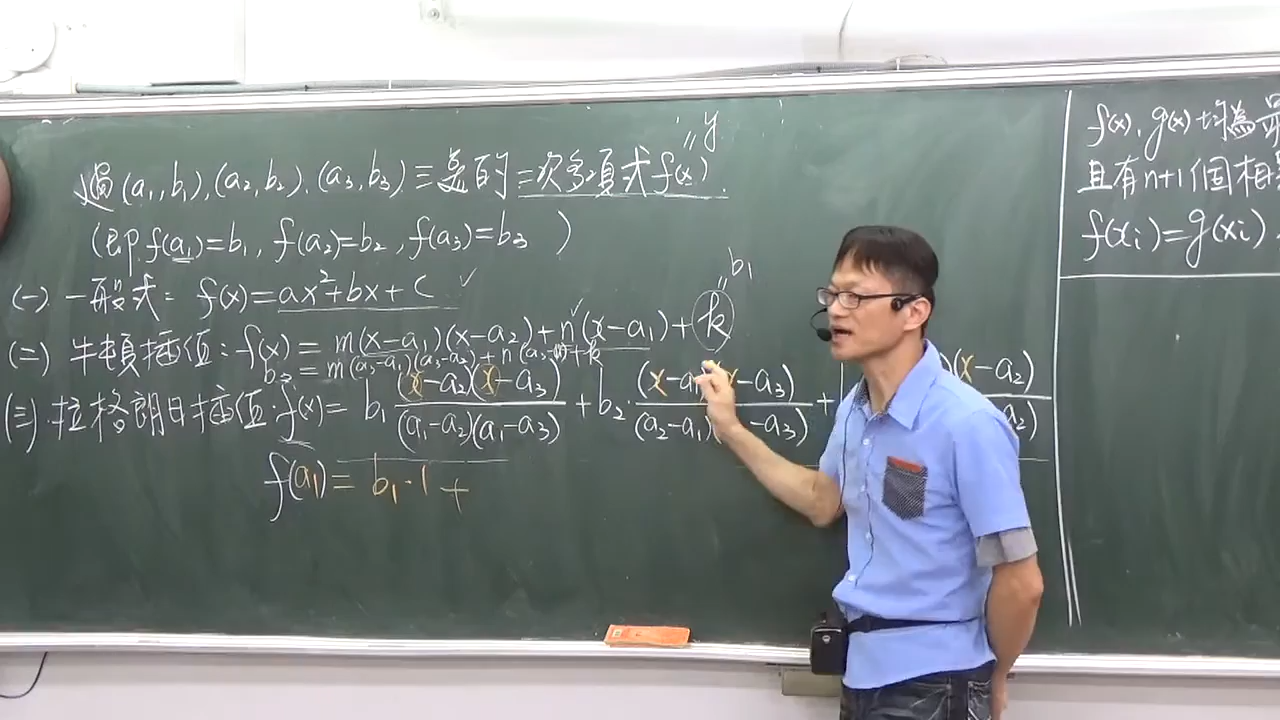 y
"
過(a₁,b₁),(a₂,b₂),(a₃,b₃)三點的二次多項式f(x)
(即f(a₁)=b₁, f(a₂)=b₂, f(a₃)=b₃)
(一) 一般式: f(x)=ax²+bx+c ✓
b₁
"
(二) 牛頓插值: f(x) = m(x-a₁)(x-a₂)+n(x-a₁)+k
b₃ = m(a₃-a₁)(a₃-a₂)+n(a₃-a₁)+k
(三) 拉格朗日插值: f(x)= b₁ (x-a₂)(x-a₃)/(a₁-a₂)(a₁-a₃) + b₂·(x-a₁)(x-a₃)/(a₂-a₁)(a₂-a₃) +
)(x-a₂)
a₂)
f(a₁)= b₁·1 +
f(x), g(x)
且有n+1個相
f(xᵢ)=g(xᵢ)